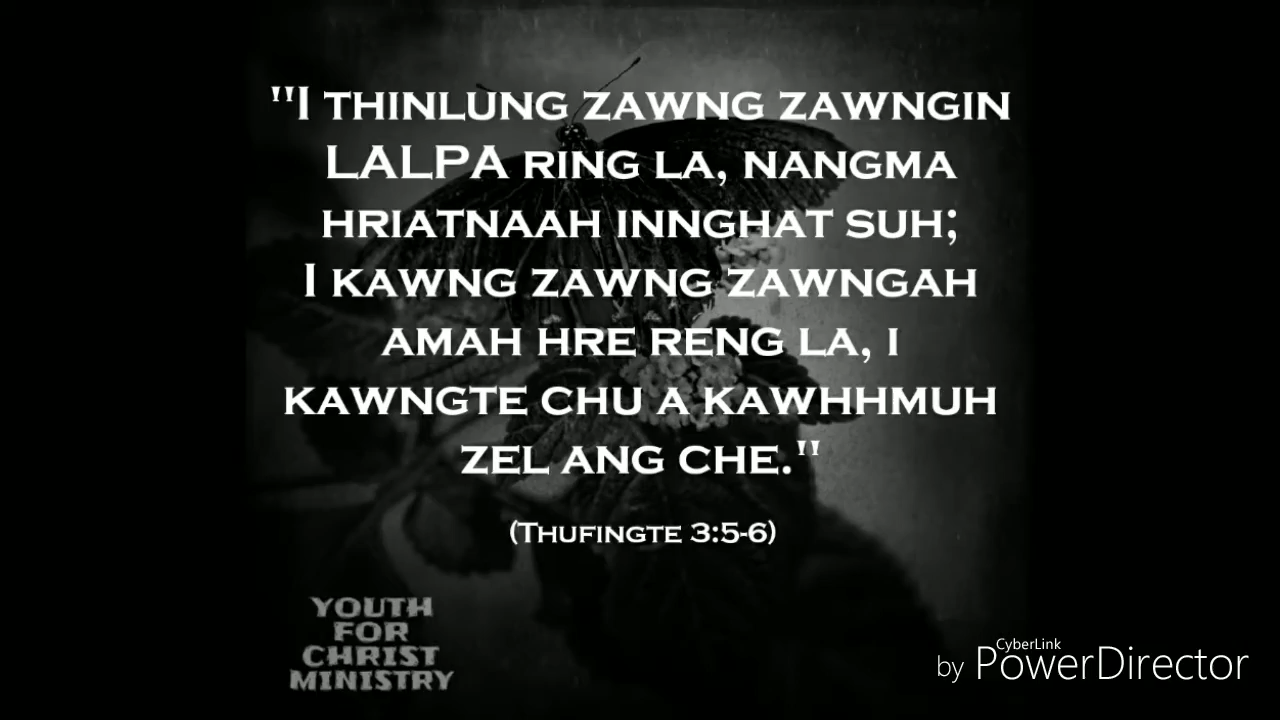 "I THINLUNG ZAWNG ZAWNGIN
LALPA RING LA, NANGMA
HRIATNAAH INNGHAT SUH;
I KAWNG ZAWNG ZAWNGAH
AMAH HRE RENG LA, I
KAWNGTE CHU A KAWHHMUH
ZEL ANG CHE."
(THUFINGTE 3:5-6)
YOUTH
FOR
CHRIST
MINISTRY
by CyberLink PowerDirector